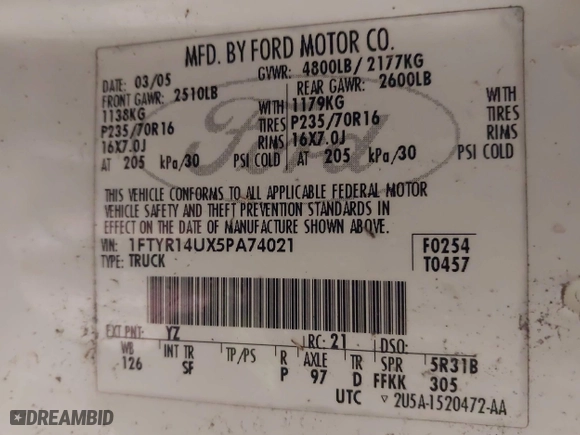 MFD. BY FORD MOTOR CO.
DATE: 03/05 GVWR: 4800LB/ 2177KG
FRONT GAWR: 2510LB REAR GAWR: 2600LB
1138KG WITH 1179KG WITH
P235/70R16 TIRES P235/70R16 TIRES
16X7.0J RIMS 16X7.0J RIMS
AT 205 kPa/30 PSI COLD AT 205 kPa/30 PSI COLD
Ford
THIS VEHICLE CONFORMS TO ALL APPLICABLE FEDERAL MOTOR
VEHICLE SAFETY AND THEFT PREVENTION STANDARDS IN
EFFECT ON THE DATE OF MANUFACTURE SHOWN ABOVE.
VIN: 1FTYR14UX5PA74021 F0254
TYPE: TRUCK T0457
EXT PNT: YZ RC: 21 DSO:
WB INT TR TP/PS R AXLE TR SPR 5R31B
126 SF P 97 D FFKK 305
UTC ▽ 2U5A-1520472-AA
DREAMBID